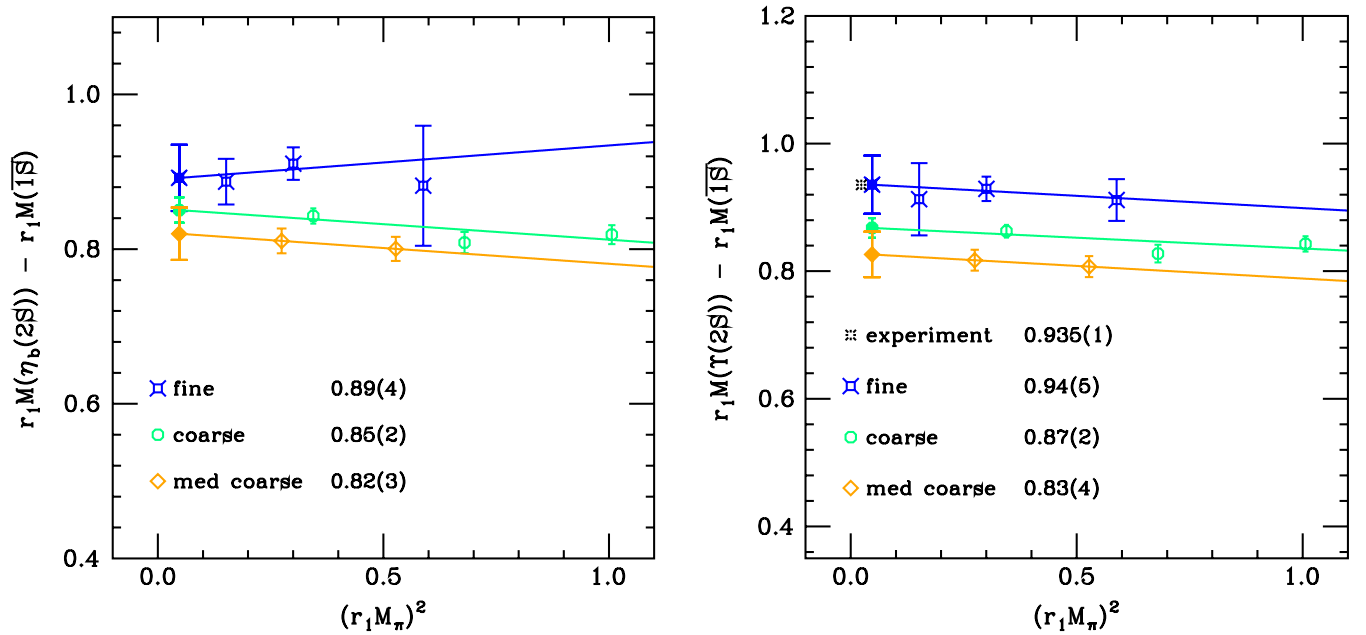 r₁M(η_b(2S)) − r₁M(1S̅)
1.0
0.8
0.6
0.4
fine 0.89(4)
coarse 0.85(2)
med coarse 0.82(3)
0.0 0.5 1.0
(r₁M_π)²
r₁M(ϒ(2S)) − r₁M(1S̅)
1.2
1.0
0.8
0.6
0.4
experiment 0.935(1)
fine 0.94(5)
coarse 0.87(2)
med coarse 0.83(4)
0.0 0.5 1.0
(r₁M_π)²